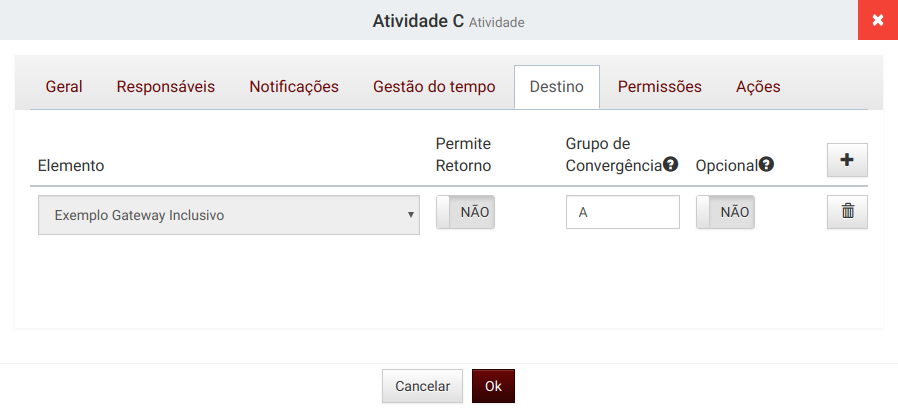 Atividade C Atividade
Geral Responsáveis Notificações Gestão do tempo Destino Permissões Ações
Elemento
Permite
Retorno
Grupo de
Convergência?
Opcional?
Exemplo Gateway Inclusivo
NÃO
A
NÃO
Cancelar Ok